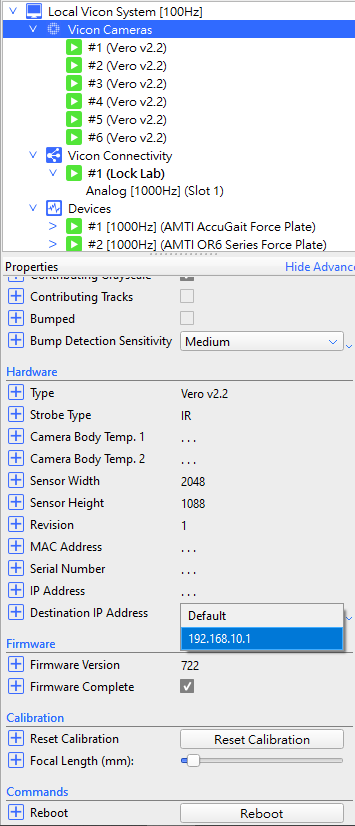 Local Vicon System [100Hz]
Vicon Cameras
#1 (Vero v2.2)
#2 (Vero v2.2)
#3 (Vero v2.2)
#4 (Vero v2.2)
#5 (Vero v2.2)
#6 (Vero v2.2)
Vicon Connectivity
#1 (Lock Lab)
Analog [1000Hz] (Slot 1)
Devices
#1 [1000Hz] (AMTI AccuGait Force Plate)
#2 [1000Hz] (AMTI OR6 Series Force Plate)
Properties Hide Advanc
Contributing Grayscale
Contributing Tracks
Bumped
Bump Detection Sensitivity Medium
Hardware
Type Vero v2.2
Strobe Type IR
Camera Body Temp. 1 . . .
Camera Body Temp. 2 . . .
Sensor Width 2048
Sensor Height 1088
Revision 1
MAC Address . . .
Serial Number . . .
IP Address . . .
Destination IP Address Default
192.168.10.1
Firmware
Firmware Version 722
Firmware Complete
Calibration
Reset Calibration Reset Calibration
Focal Length (mm):
Commands
Reboot Reboot